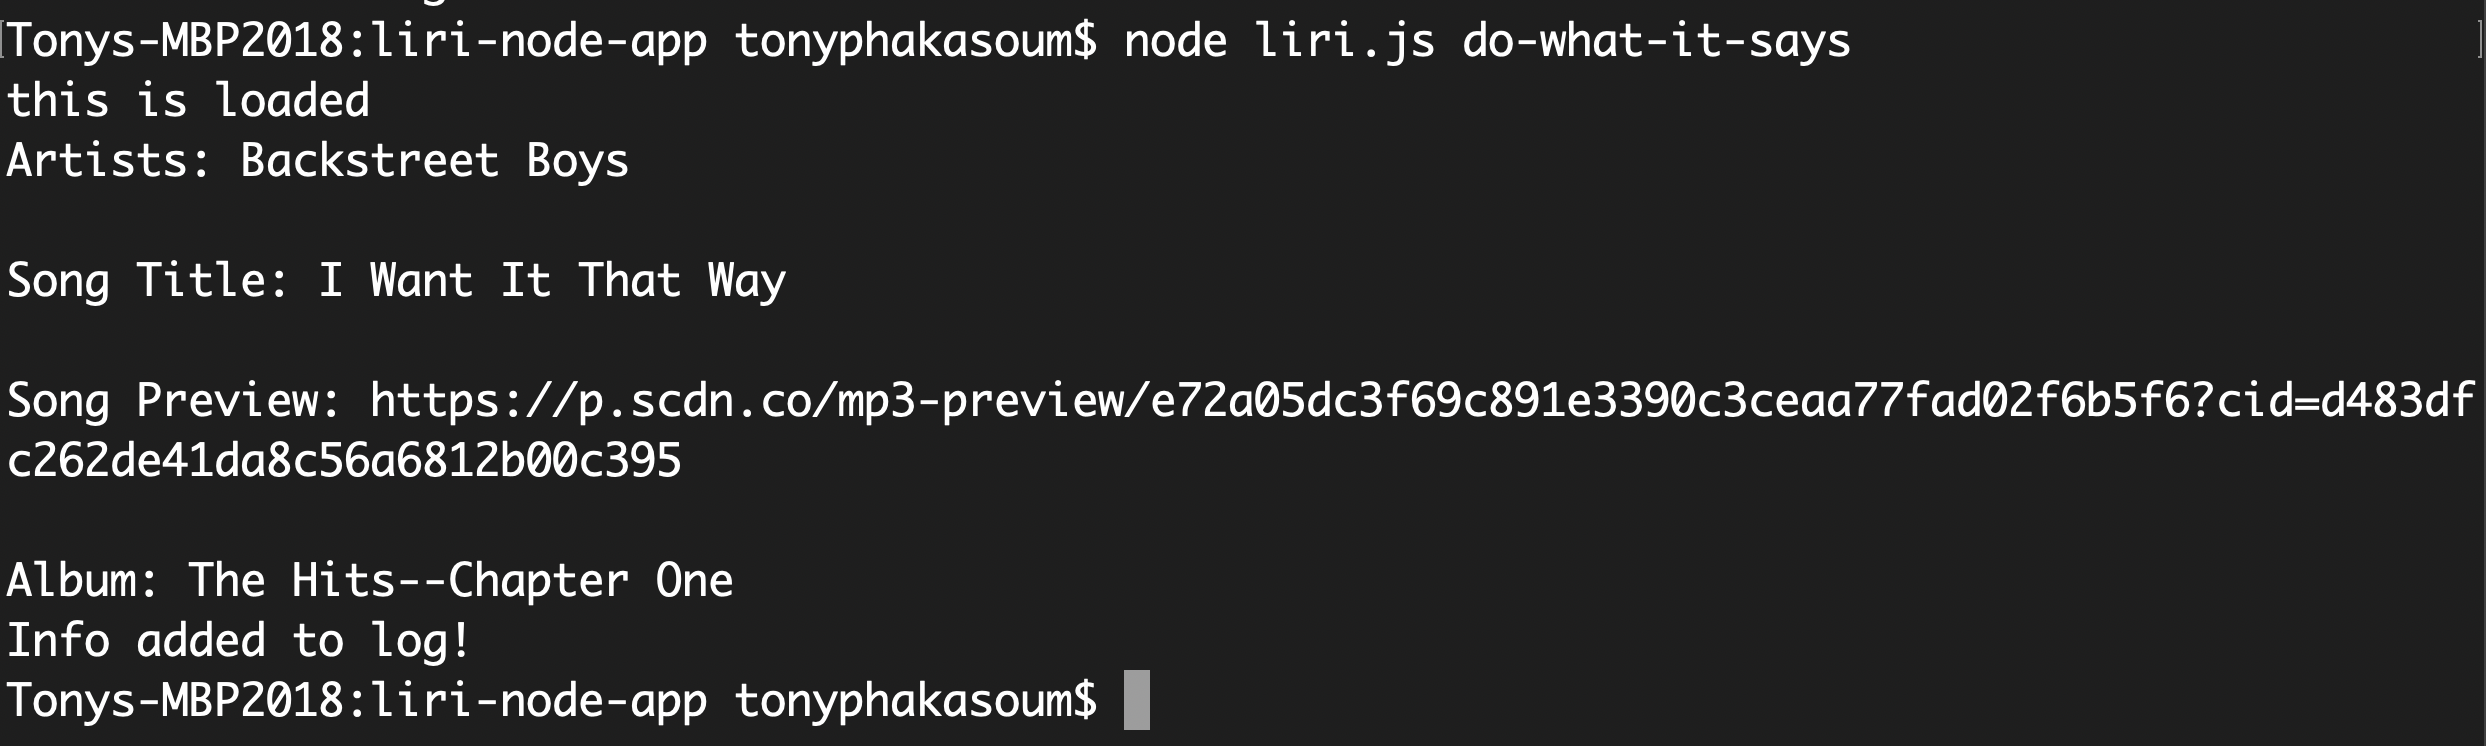 Tonys-MBP2018:liri-node-app tonyphakasoum$ node liri.js do-what-it-says
this is loaded
Artists: Backstreet Boys
Song Title: I Want It That Way
Song Preview: https://p.scdn.co/mp3-preview/e72a05dc3f69c891e3390c3ceaa77fad02f6b5f6?cid=d483df
c262de41da8c56a6812b00c395
Album: The Hits--Chapter One
Info added to log!
Tonys-MBP2018:liri-node-app tonyphakasoum$